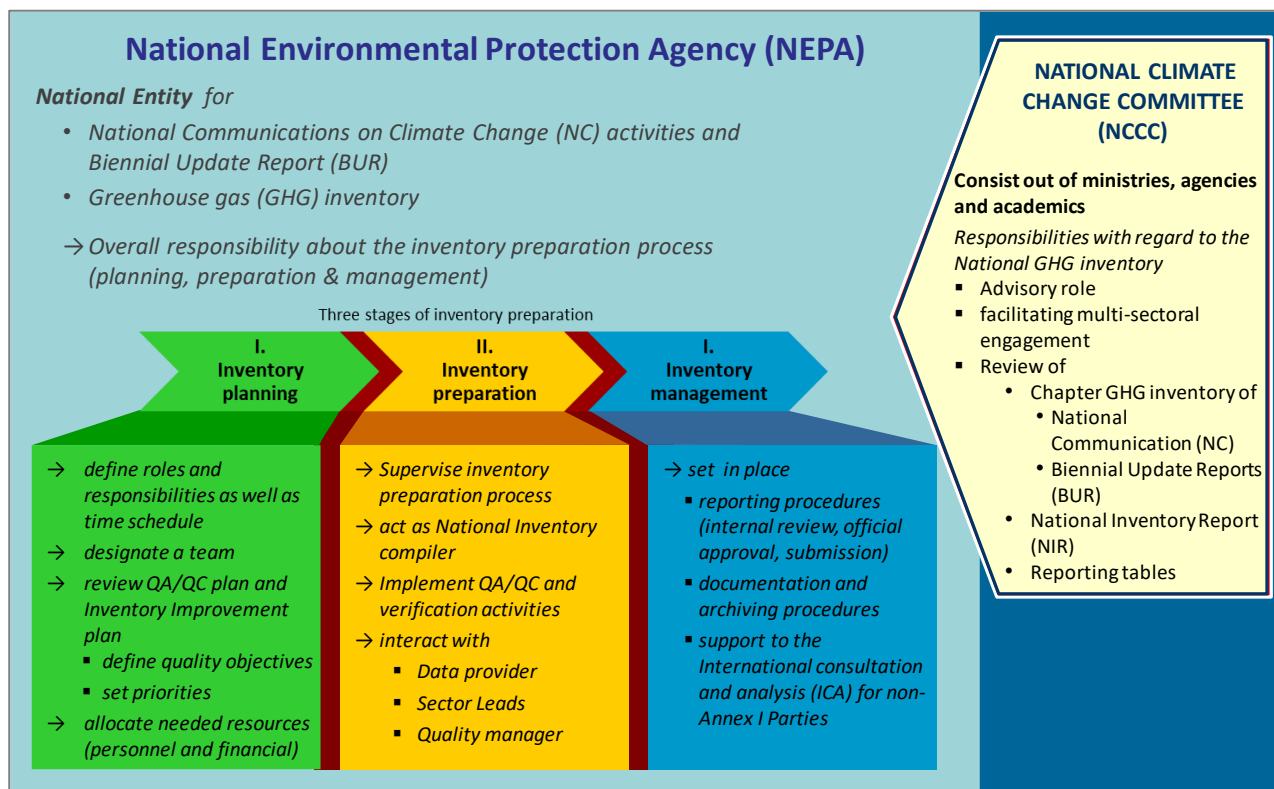 National Environmental Protection Agency (NEPA)
National Entity for
• National Communications on Climate Change (NC) activities and
Biennial Update Report (BUR)
• Greenhouse gas (GHG) inventory
→ Overall responsibility about the inventory preparation process
(planning, preparation & management)
Three stages of inventory preparation
I.
Inventory
planning
→ define roles and
responsibilities as well as
time schedule
→ designate a team
→ review QA/QC plan and
Inventory Improvement
plan
▪ define quality objectives
▪ set priorities
→ allocate needed resources
(personnel and financial)
II.
Inventory
preparation
→ Supervise inventory
preparation process
→ act as National Inventory
compiler
→ Implement QA/QC and
verification activities
→ interact with
▪ Data provider
▪ Sector Leads
▪ Quality manager
I.
Inventory
management
→ set in place
▪ reporting procedures
(internal review, official
approval, submission)
▪ documentation and
archiving procedures
▪ support to the
International consultation
and analysis (ICA) for non-
Annex I Parties
NATIONAL CLIMATE
CHANGE COMMITTEE
(NCCC)
Consist out of ministries, agencies
and academics
Responsibilities with regard to the
National GHG inventory
▪ Advisory role
▪ facilitating multi-sectoral
engagement
▪ Review of
• Chapter GHG inventory of
• National
Communication (NC)
• Biennial Update Reports
(BUR)
• National Inventory Report
(NIR)
• Reporting tables